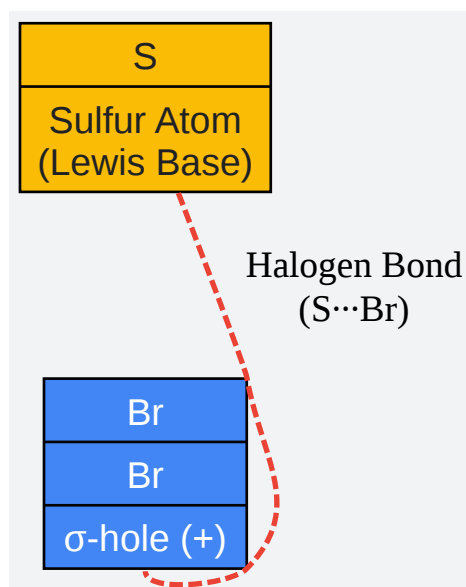 S
Sulfur Atom
(Lewis Base)
Halogen Bond
(S···Br)
Br
Br
σ-hole (+)